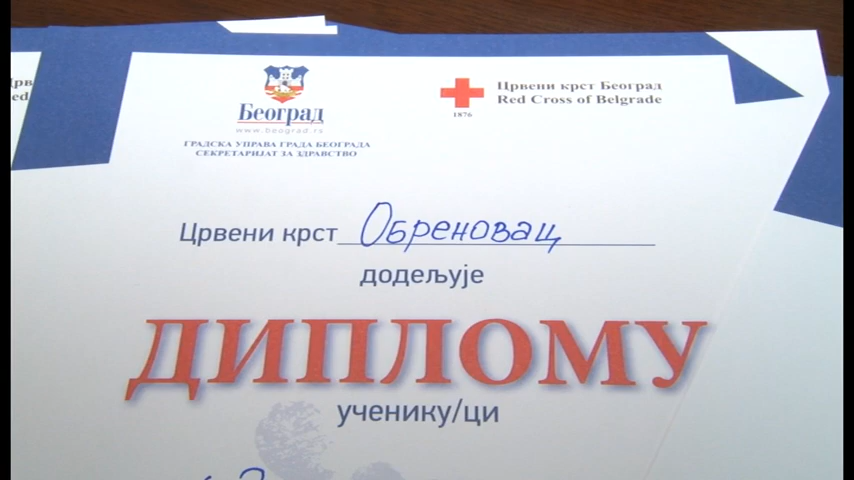 Београд
www.beograd.rs
ГРАДСКА УПРАВА ГРАДА БЕОГРАДА
СЕКРЕТАРИЈАТ ЗА ЗДРАВСТВО
Црвени крст Београд
Red Cross of Belgrade
1876
Црвени крст Обреновац
додељује
ДИПЛОМУ
ученику/ци